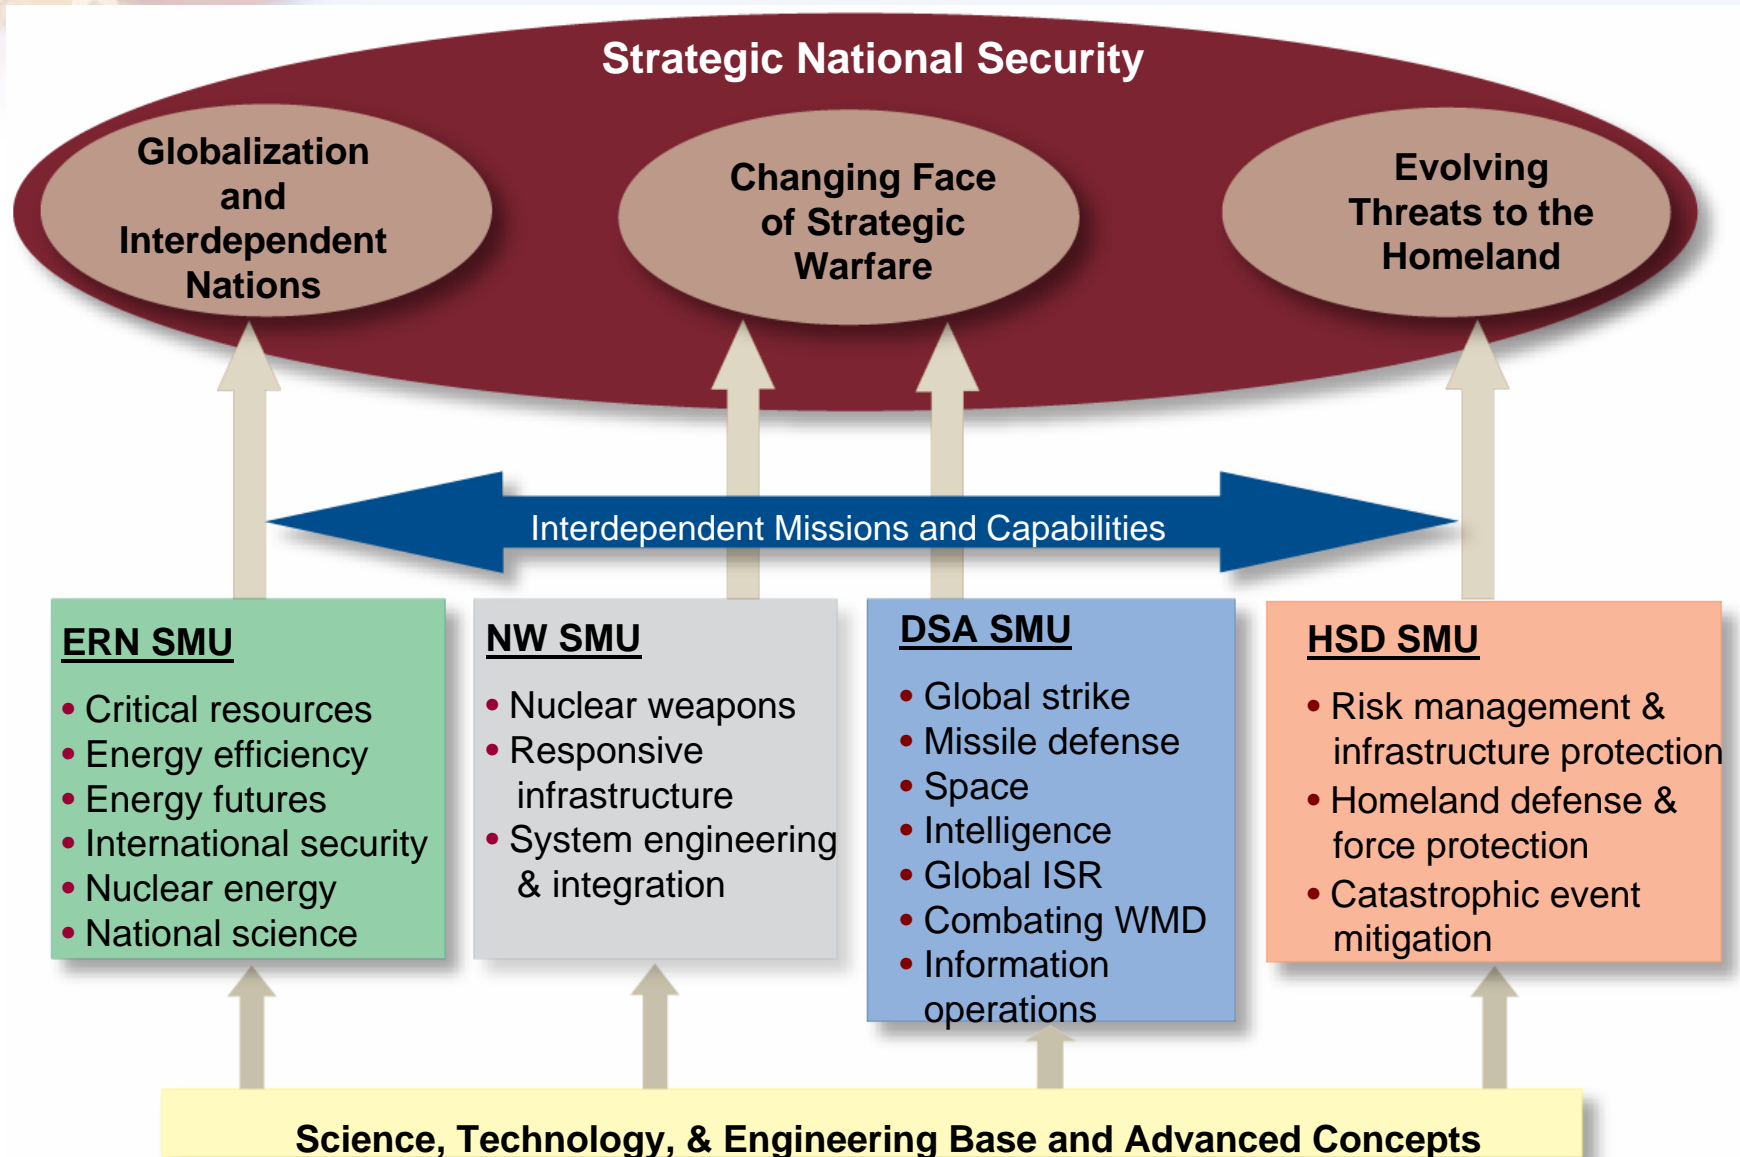 Strategic National Security
Globalization
and
Interdependent
Nations
Changing Face
of Strategic
Warfare
Evolving
Threats to the
Homeland
Interdependent Missions and Capabilities
ERN SMU
• Critical resources
• Energy efficiency
• Energy futures
• International security
• Nuclear energy
• National science
NW SMU
• Nuclear weapons
• Responsive
infrastructure
• System engineering
& integration
DSA SMU
• Global strike
• Missile defense
• Space
• Intelligence
• Global ISR
• Combating WMD
• Information
operations
HSD SMU
• Risk management &
infrastructure protection
• Homeland defense &
force protection
• Catastrophic event
mitigation
Science, Technology, & Engineering Base and Advanced Concepts